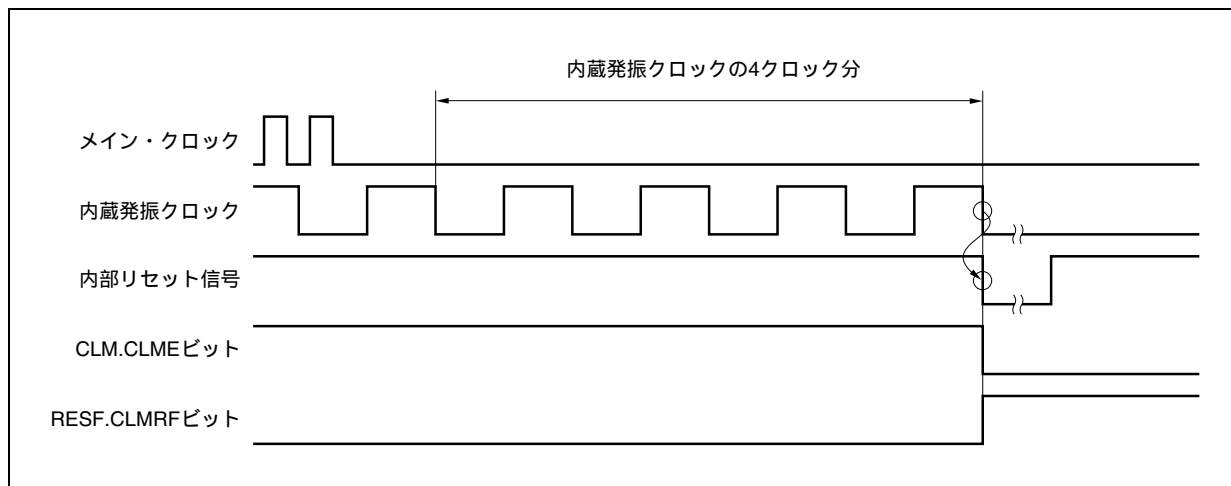 内蔵発振クロックの4クロック分
メイン・クロック
内蔵発振クロック
内部リセット信号
CLM.CLMEビット
RESF.CLMRFビット